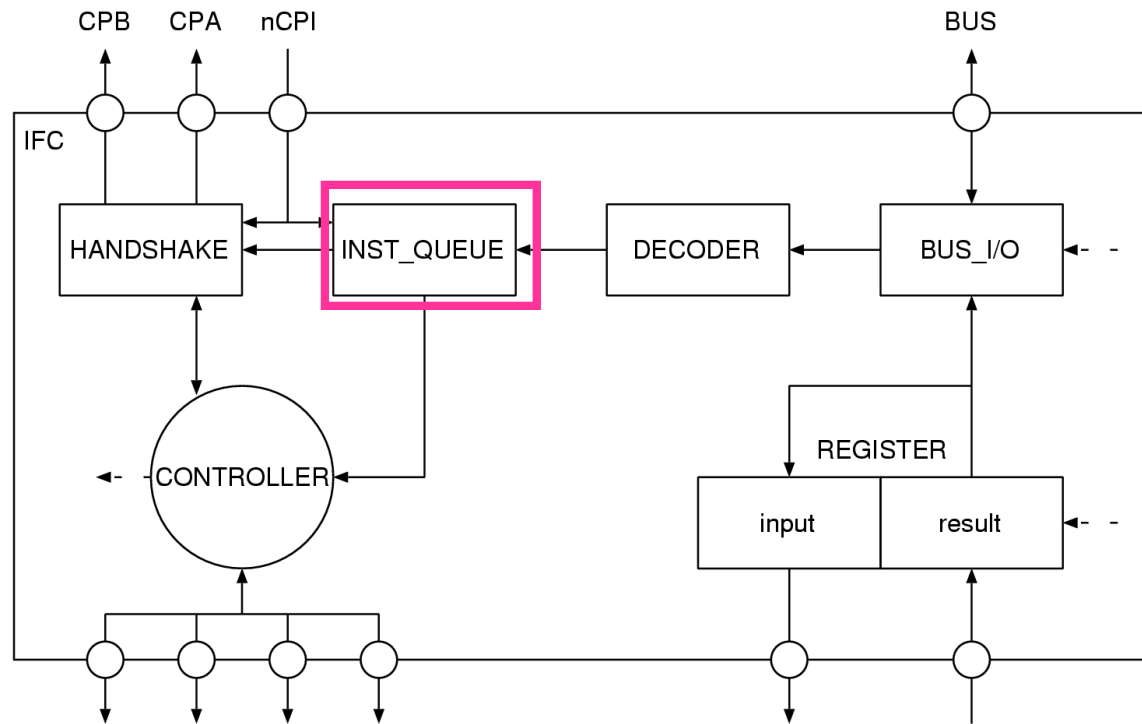 CPB
CPA
nCPI
BUS
IFC
HANDSHAKE
INST_QUEUE
DECODER
BUS_I/O
REGISTER
CONTROLLER
input
result